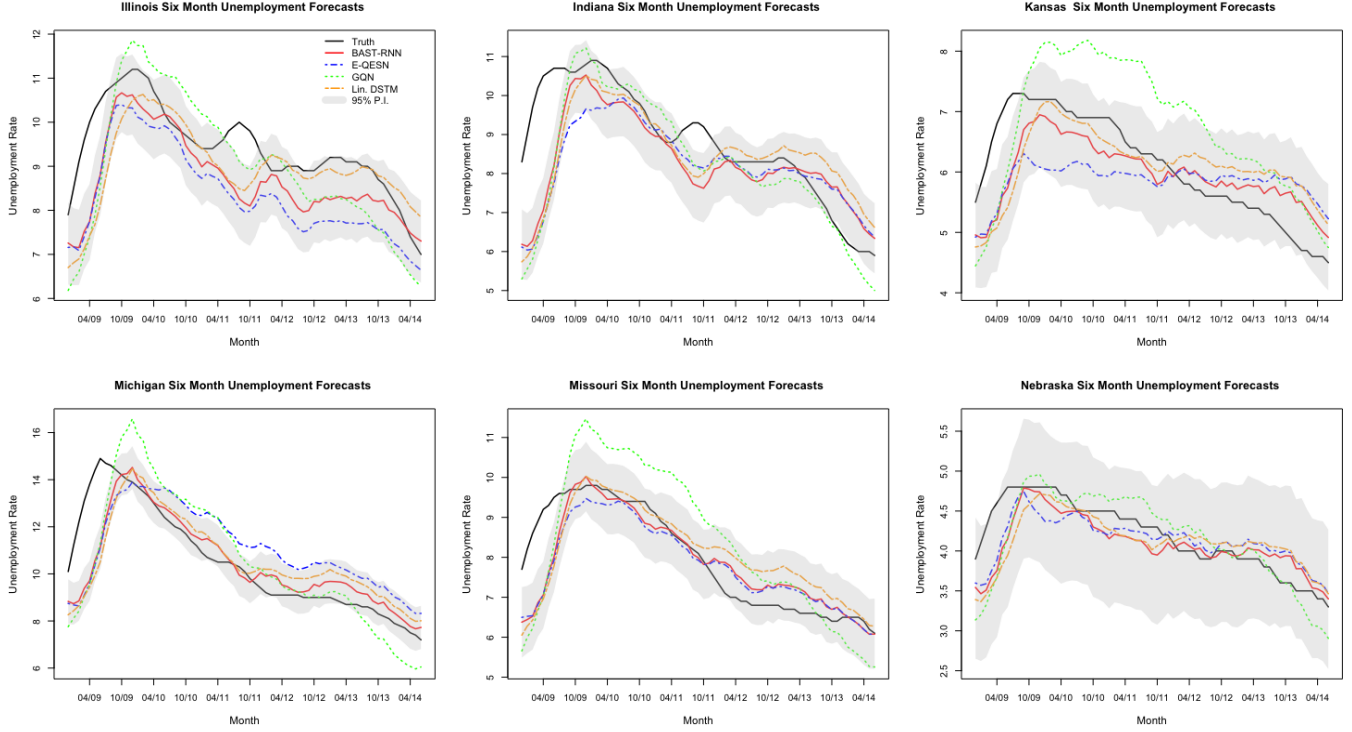 Illinois Six Month Unemployment Forecasts
Unemployment Rate
12
11
10
9
8
7
6
Truth
BAST-RNN
E-QESN
GQN
Lin. DSTM
95% P.I.
04/09 10/09 04/10 10/10 04/11 10/11 04/12 10/12 04/13 10/13 04/14
Month
Indiana Six Month Unemployment Forecasts
Unemployment Rate
11
10
9
8
7
6
5
04/09 10/09 04/10 10/10 04/11 10/11 04/12 10/12 04/13 10/13 04/14
Month
Kansas Six Month Unemployment Forecasts
Unemployment Rate
8
7
6
5
4
04/09 10/09 04/10 10/10 04/11 10/11 04/12 10/12 04/13 10/13 04/14
Month
Michigan Six Month Unemployment Forecasts
Unemployment Rate
16
14
12
10
8
6
04/09 10/09 04/10 10/10 04/11 10/11 04/12 10/12 04/13 10/13 04/14
Month
Missouri Six Month Unemployment Forecasts
Unemployment Rate
11
10
9
8
7
6
5
04/09 10/09 04/10 10/10 04/11 10/11 04/12 10/12 04/13 10/13 04/14
Month
Nebraska Six Month Unemployment Forecasts
Unemployment Rate
5.5
5.0
4.5
4.0
3.5
3.0
2.5
04/09 10/09 04/10 10/10 04/11 10/11 04/12 10/12 04/13 10/13 04/14
Month